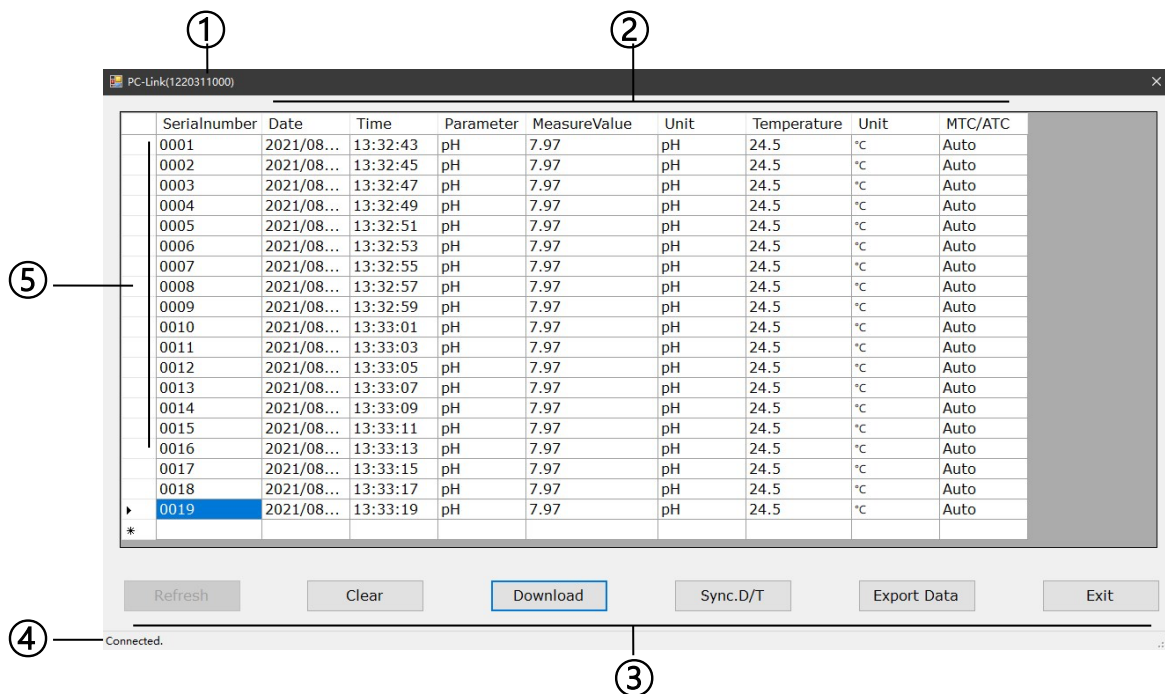 ① ②
PC-Link(1220311000) ×
Serialnumber Date Time Parameter MeasureValue Unit Temperature Unit MTC/ATC
0001 2021/08... 13:32:43 pH 7.97 pH 24.5 °C Auto
0002 2021/08... 13:32:45 pH 7.97 pH 24.5 °C Auto
0003 2021/08... 13:32:47 pH 7.97 pH 24.5 °C Auto
0004 2021/08... 13:32:49 pH 7.97 pH 24.5 °C Auto
0005 2021/08... 13:32:51 pH 7.97 pH 24.5 °C Auto
0006 2021/08... 13:32:53 pH 7.97 pH 24.5 °C Auto
0007 2021/08... 13:32:55 pH 7.97 pH 24.5 °C Auto
⑤
0008 2021/08... 13:32:57 pH 7.97 pH 24.5 °C Auto
0009 2021/08... 13:32:59 pH 7.97 pH 24.5 °C Auto
0010 2021/08... 13:33:01 pH 7.97 pH 24.5 °C Auto
0011 2021/08... 13:33:03 pH 7.97 pH 24.5 °C Auto
0012 2021/08... 13:33:05 pH 7.97 pH 24.5 °C Auto
0013 2021/08... 13:33:07 pH 7.97 pH 24.5 °C Auto
0014 2021/08... 13:33:09 pH 7.97 pH 24.5 °C Auto
0015 2021/08... 13:33:11 pH 7.97 pH 24.5 °C Auto
0016 2021/08... 13:33:13 pH 7.97 pH 24.5 °C Auto
0017 2021/08... 13:33:15 pH 7.97 pH 24.5 °C Auto
0018 2021/08... 13:33:17 pH 7.97 pH 24.5 °C Auto
0019 2021/08... 13:33:19 pH 7.97 pH 24.5 °C Auto
*
Refresh Clear Download Sync.D/T Export Data Exit
④ Connected.
③